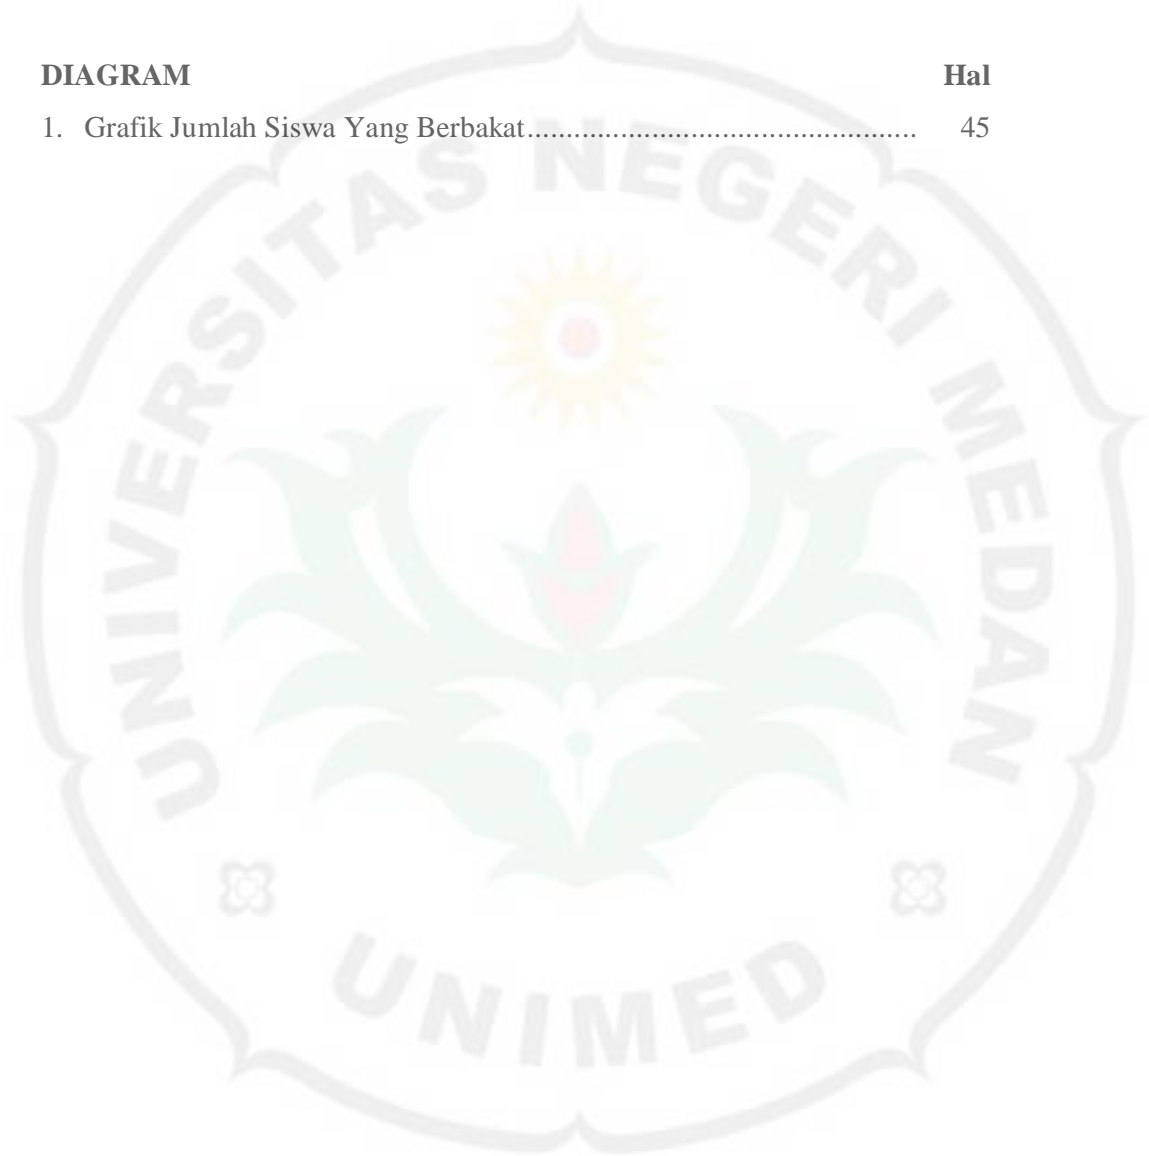 DIAGRAM Hal
1. Grafik Jumlah Siswa Yang Berbakat.................................................. 45
UNIVERSITAS NEGERI MEDAN
UNIMED